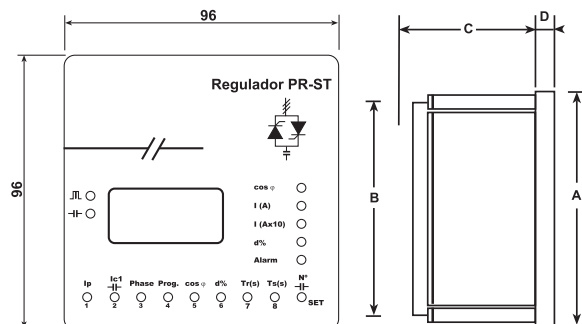 96
C
D
Regulador PR-ST
96
B
A
cos φ
I (A)
I (Ax10)
d%
Alarm
Ip Ic1 Phase Prog. cos φ d% Tr(s) Ts(s) Nº
1 2 3 4 5 6 7 8 SET